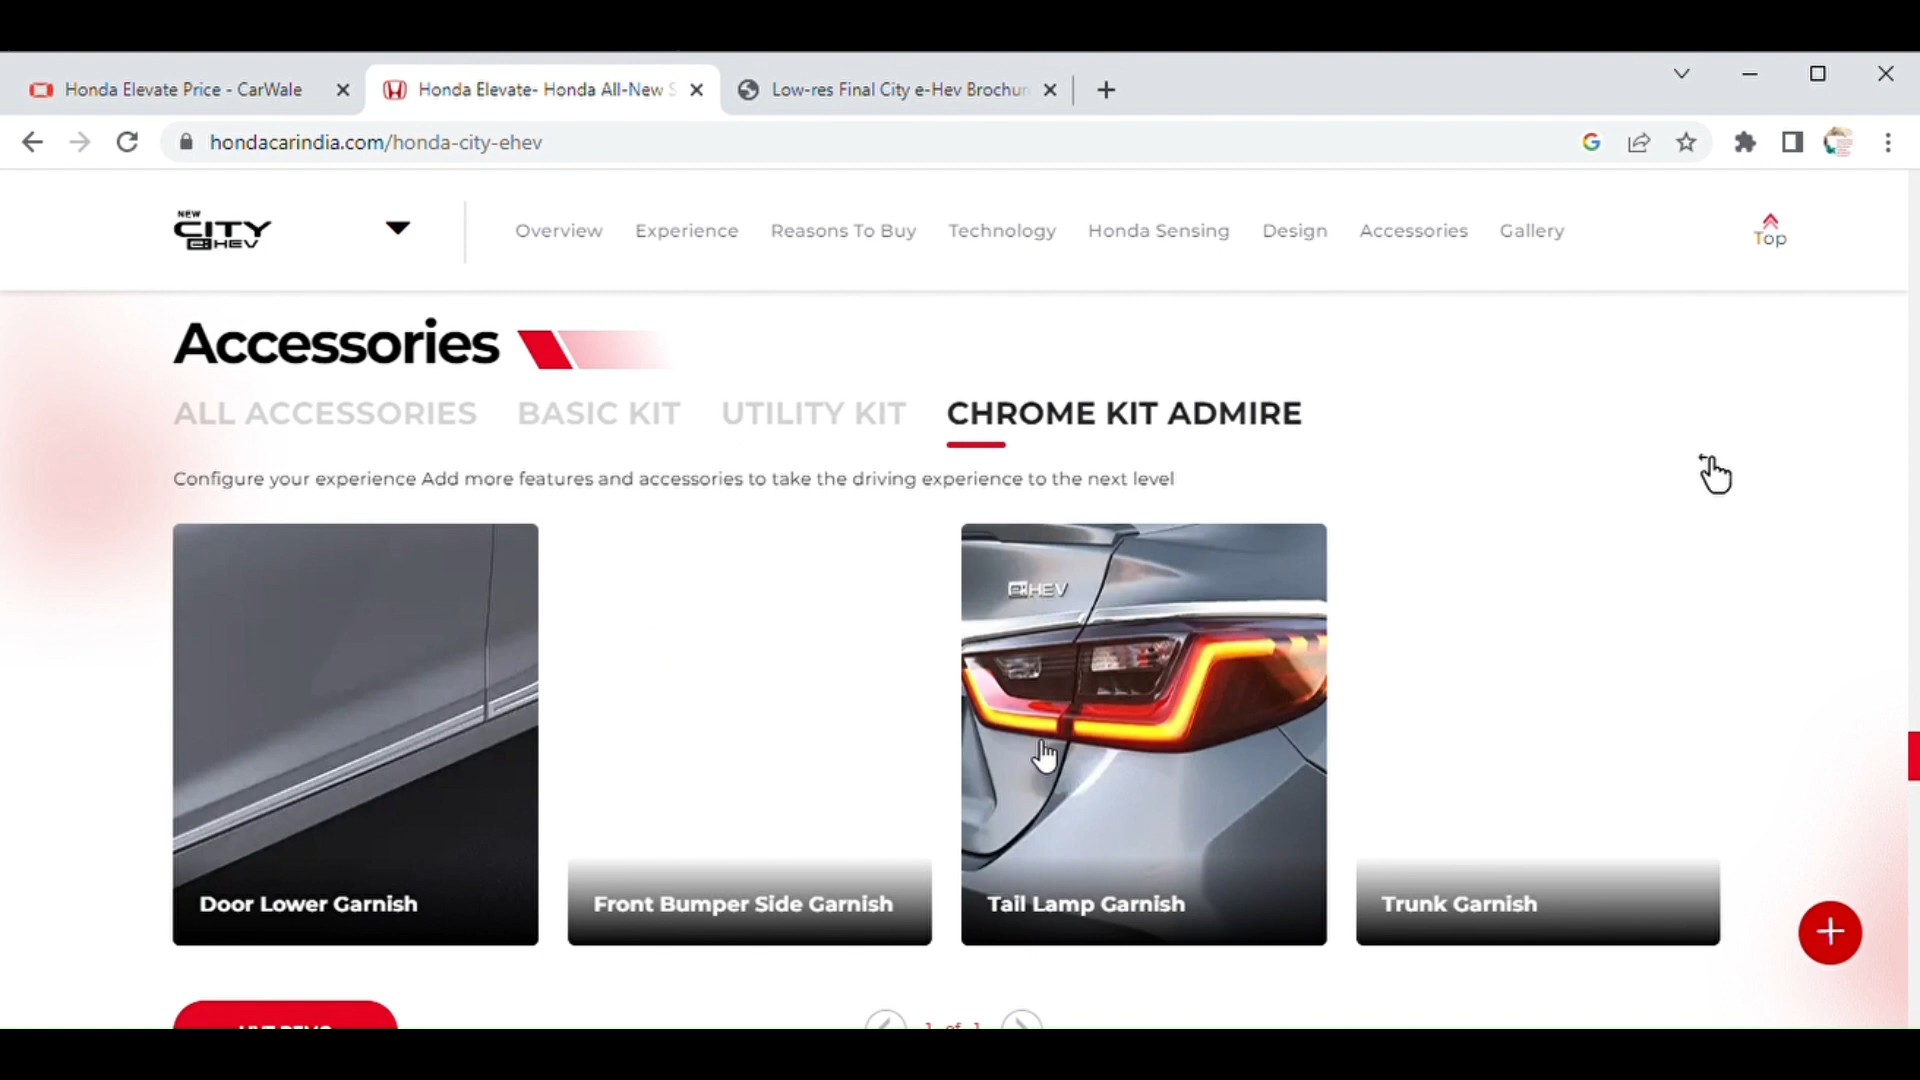 Honda Elevate Price - CarWale
Honda Elevate- Honda All-New S
Low-res Final City e-Hev Brochur
hondacarindia.com/honda-city-ehev
NEW
CITY
e:HEV
Overview
Experience
Reasons To Buy
Technology
Honda Sensing
Design
Accessories
Gallery
Top
Accessories
ALL ACCESSORIES
BASIC KIT
UTILITY KIT
CHROME KIT ADMIRE
Configure your experience Add more features and accessories to take the driving experience to the next level
e:HEV
Door Lower Garnish
Front Bumper Side Garnish
Tail Lamp Garnish
Trunk Garnish
1 of 1